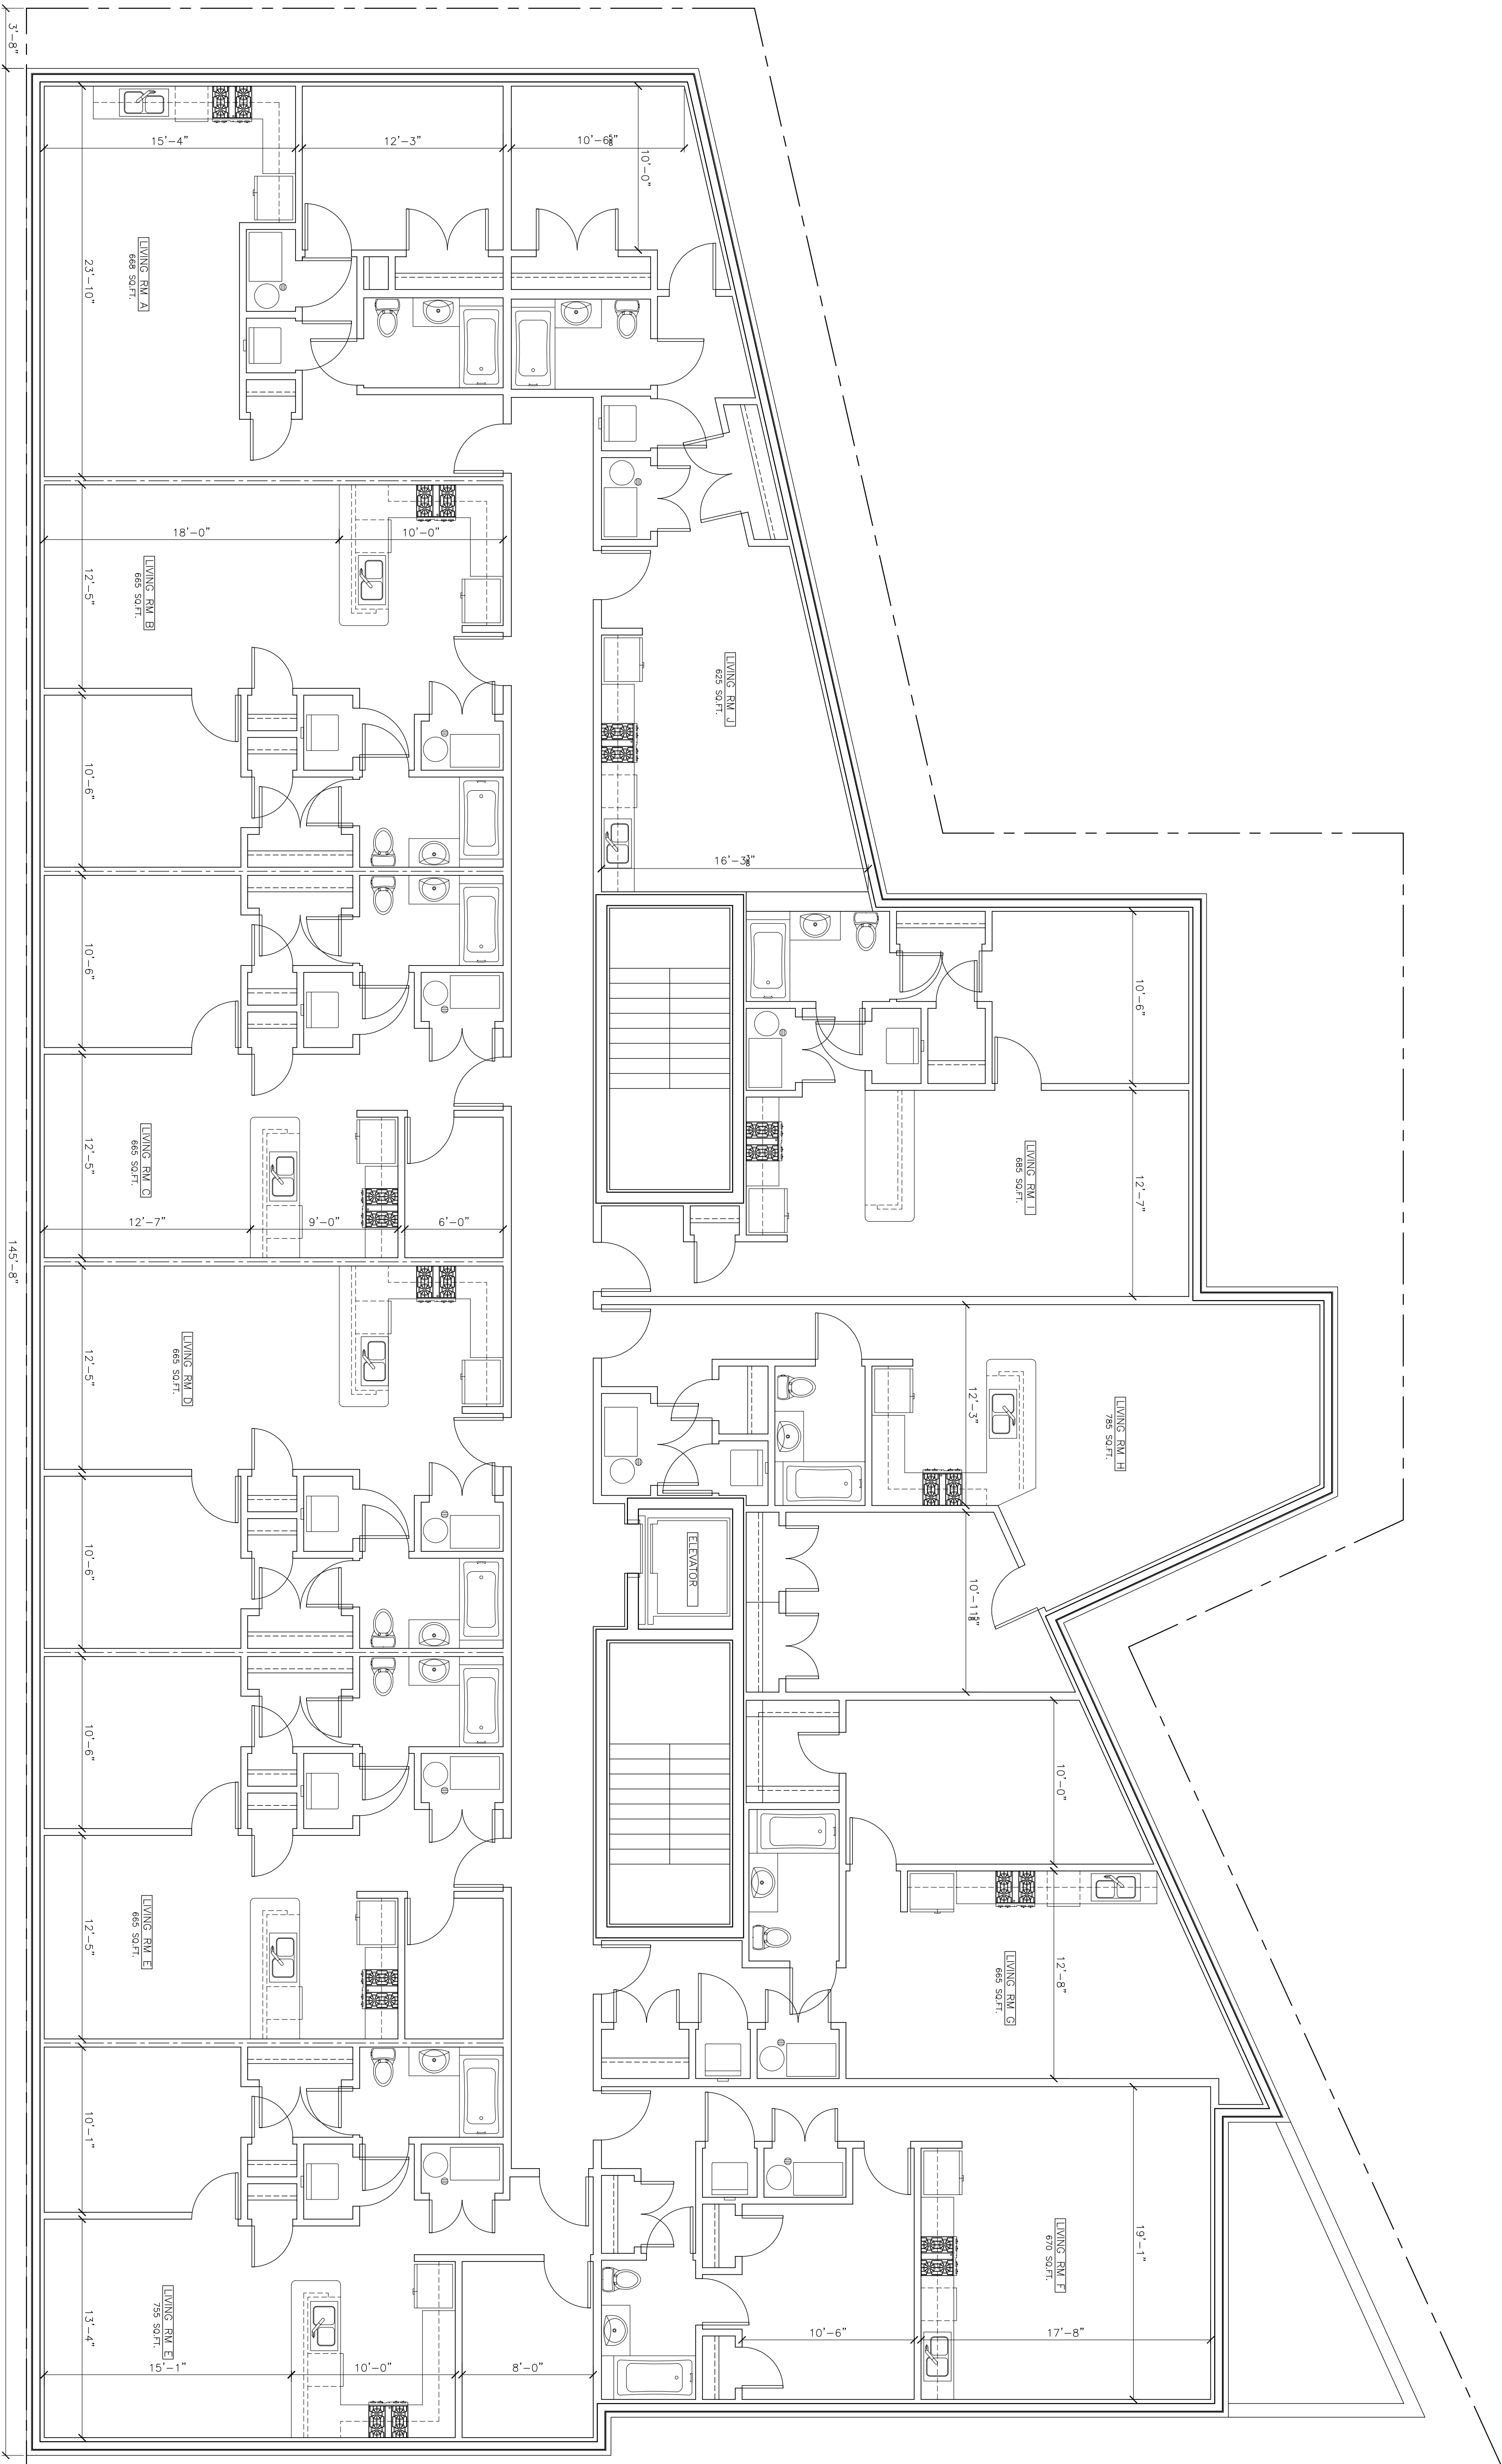 3'-8"
145'-8"
15'-4"
12'-3"
10'-6⅝"
10'-0"
23'-10"
LIVING RM A
668 SQ.FT.
18'-0"
10'-0"
12'-5"
LIVING RM B
665 SQ.FT.
10'-6"
LIVING RM J
625 SQ.FT.
16'-3⅜"
10'-6"
10'-6"
12'-5"
LIVING RM C
665 SQ.FT.
12'-7"
9'-0"
6'-0"
LIVING RM I
685 SQ.FT.
12'-7"
12'-5"
LIVING RM D
665 SQ.FT.
12'-3"
LIVING RM H
785 SQ.FT.
10'-6"
ELEVATOR
10'-11⅝"
10'-6"
10'-0"
12'-5"
LIVING RM E
665 SQ.FT.
LIVING RM G
665 SQ.FT.
12'-8"
10'-1"
19'-1"
LIVING RM F
670 SQ.FT.
13'-4"
LIVING RM E
755 SQ.FT.
10'-6"
17'-8"
15'-1"
10'-0"
8'-0"